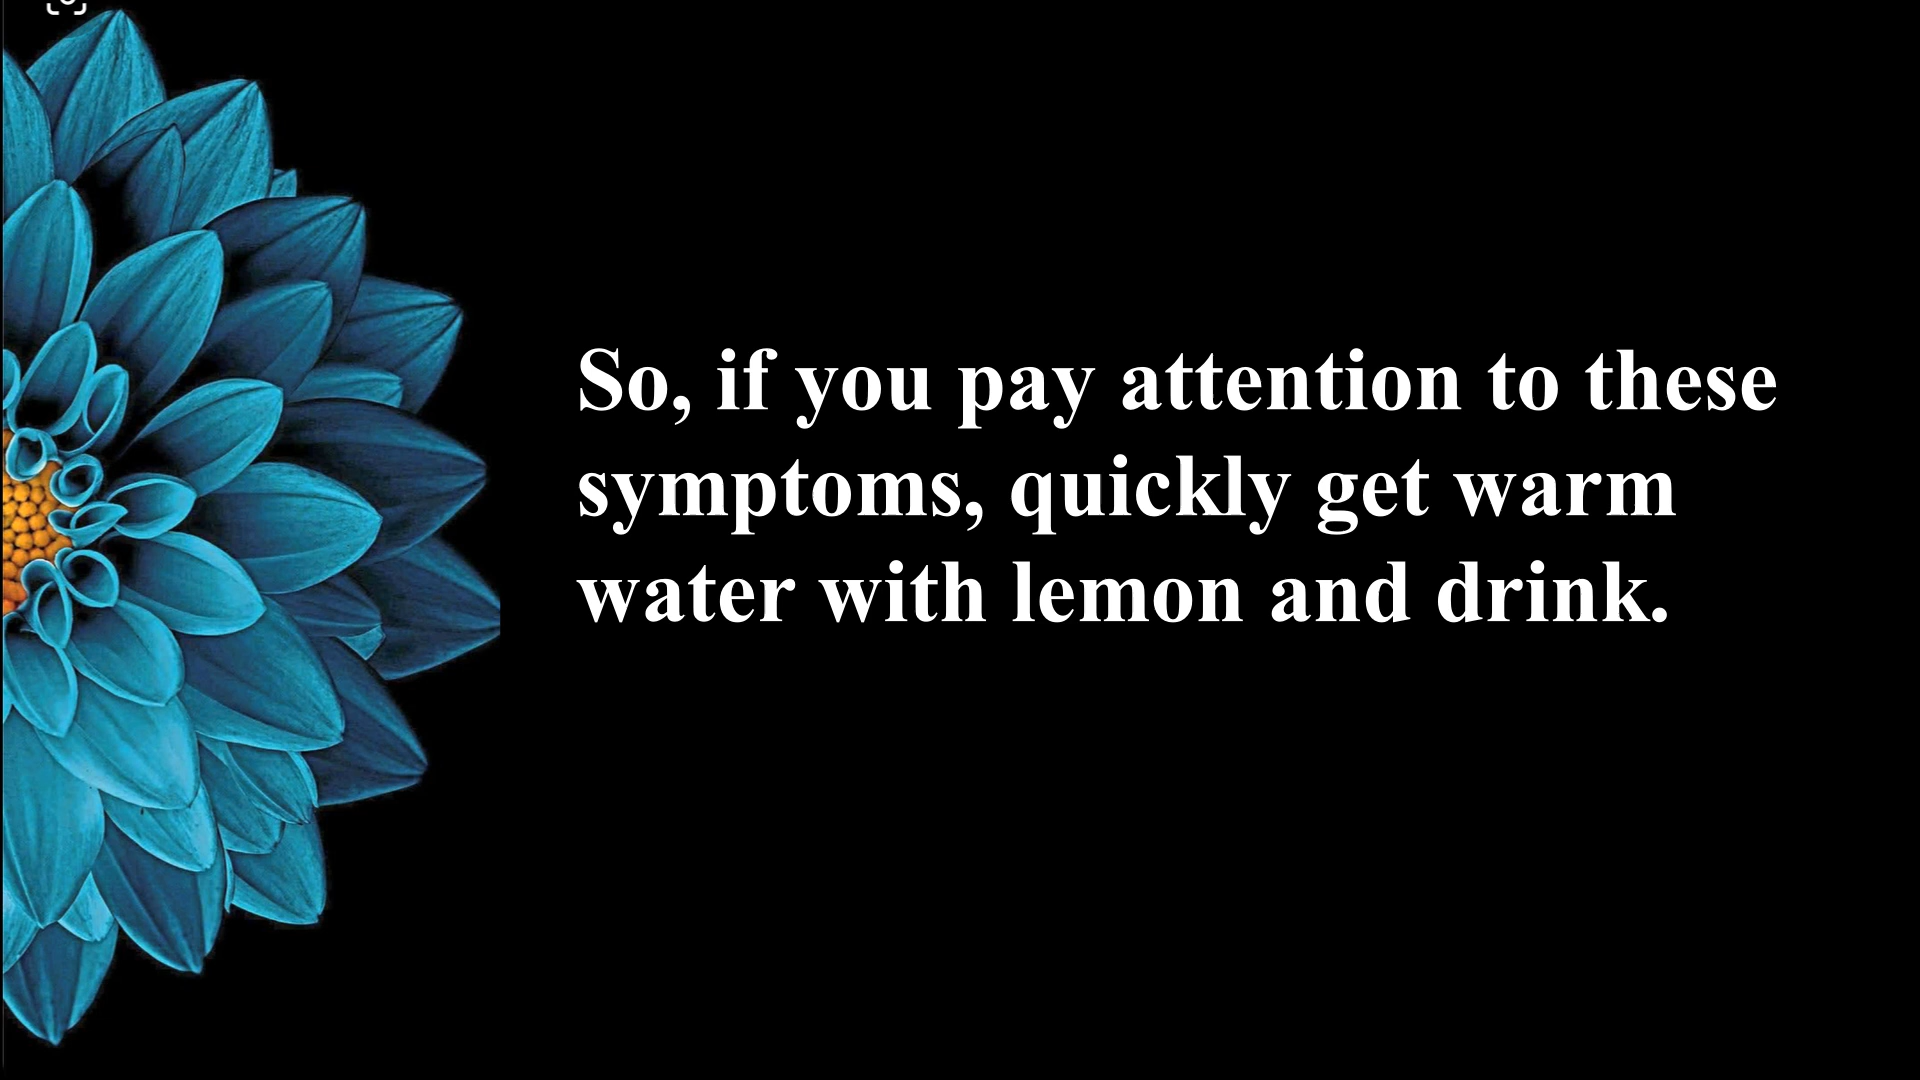 So, if you pay attention to these
symptoms, quickly get warm
water with lemon and drink.